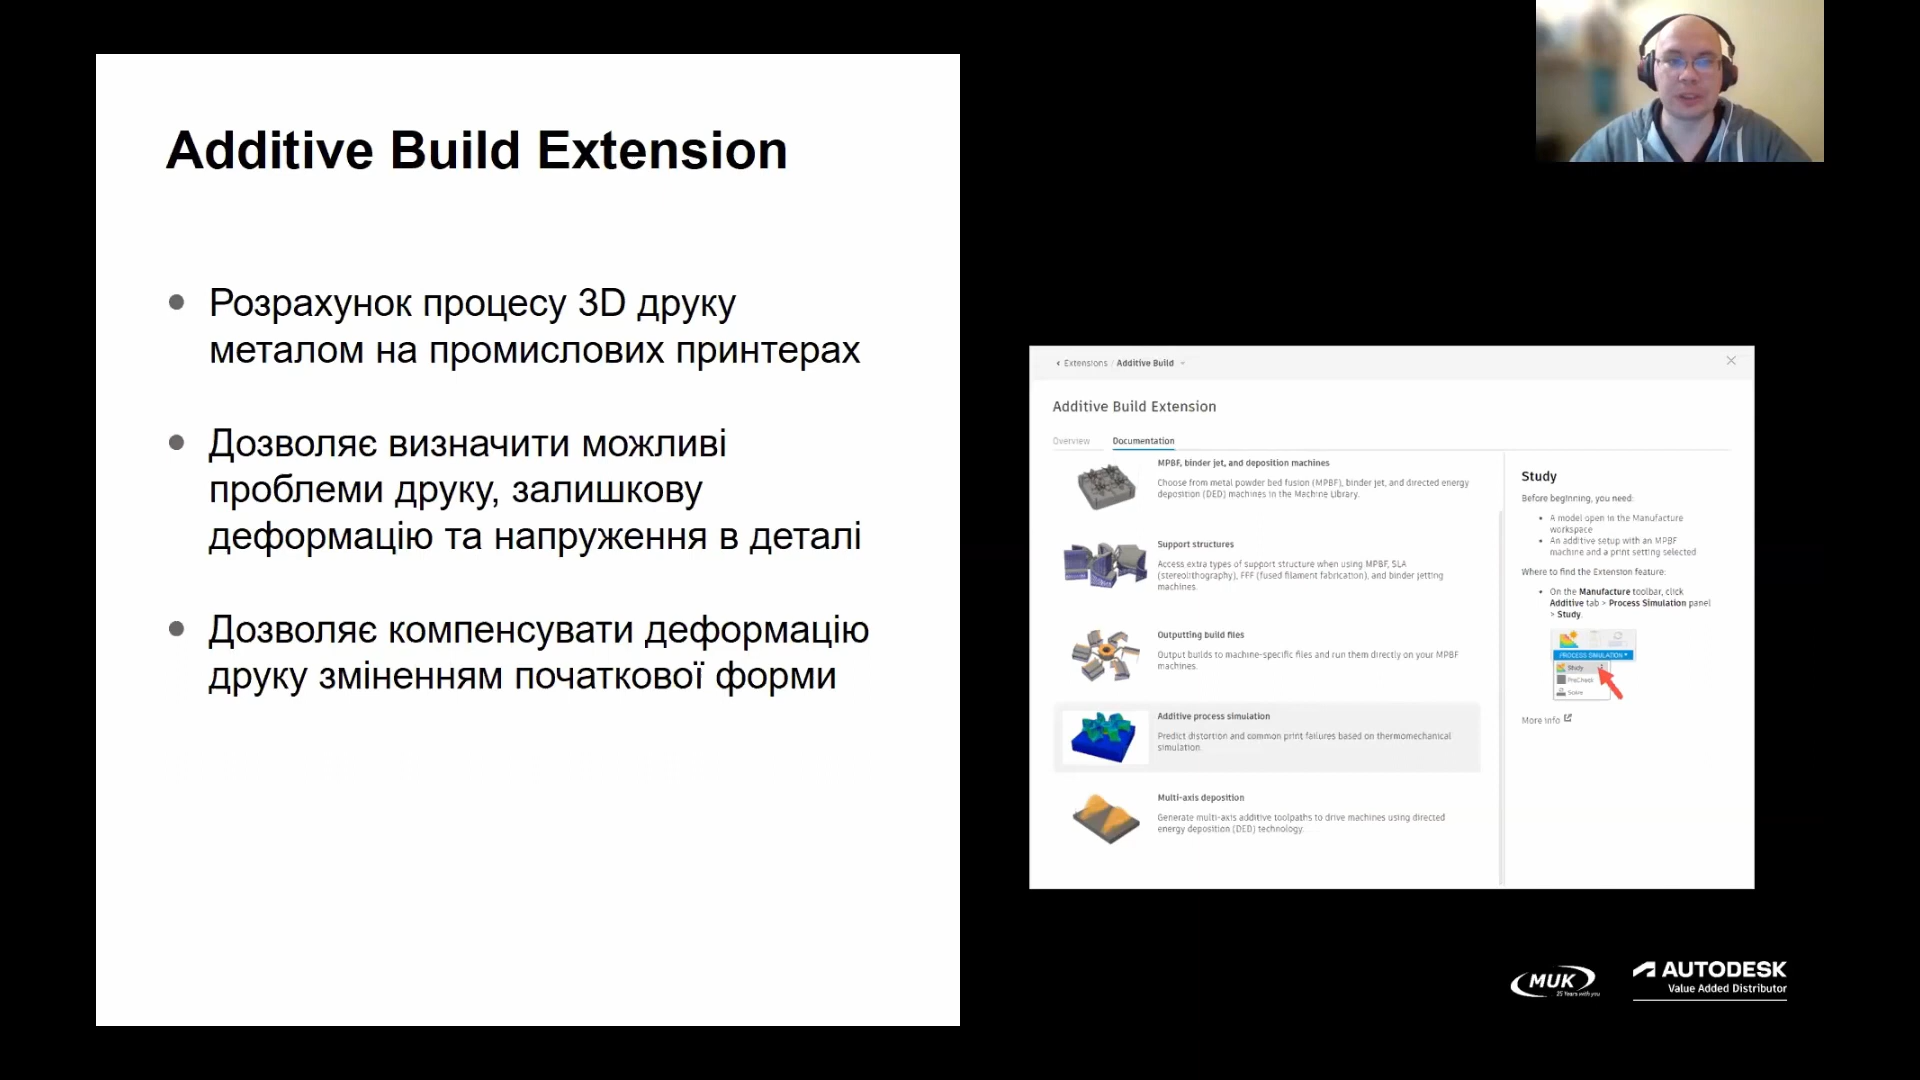 Additive Build Extension
Розрахунок процесу 3D друку
металом на промислових принтерах
Дозволяє визначити можливі
проблеми друку, залишкову
деформацію та напруження в деталі
Дозволяє компенсувати деформацію
друку зміненням початкової форми
Extensions / Additive Build
Additive Build Extension
Overview Documentation
MPBF, binder jet, and deposition machines
Choose from metal powder bed fusion (MPBF), binder jet, and directed energy
deposition (DED) machines in the Machine Library.
Support structures
Access extra types of support structure when using MPBF, SLA
(stereolithography), FFF (fused filament fabrication), and binder jetting
machines.
Outputting build files
Output builds to machine-specific files and run them directly on your MPBF
machines.
Additive process simulation
Predict distortion and common print failures based on thermomechanical
simulation.
Multi-axis deposition
Generate multi-axis additive toolpaths to drive machines using directed
energy deposition (DED) technology.
Study
Before beginning, you need:
A model open in the Manufacture
workspace
An additive setup with an MPBF
machine and a print setting selected
Where to find the Extension feature:
On the Manufacture toolbar, click
Additive tab > Process Simulation panel
> Study.
PROCESS SIMULATION
Study
PreCheck
Solve
More info
MUK
25 Years with you
AUTODESK
Value Added Distributor